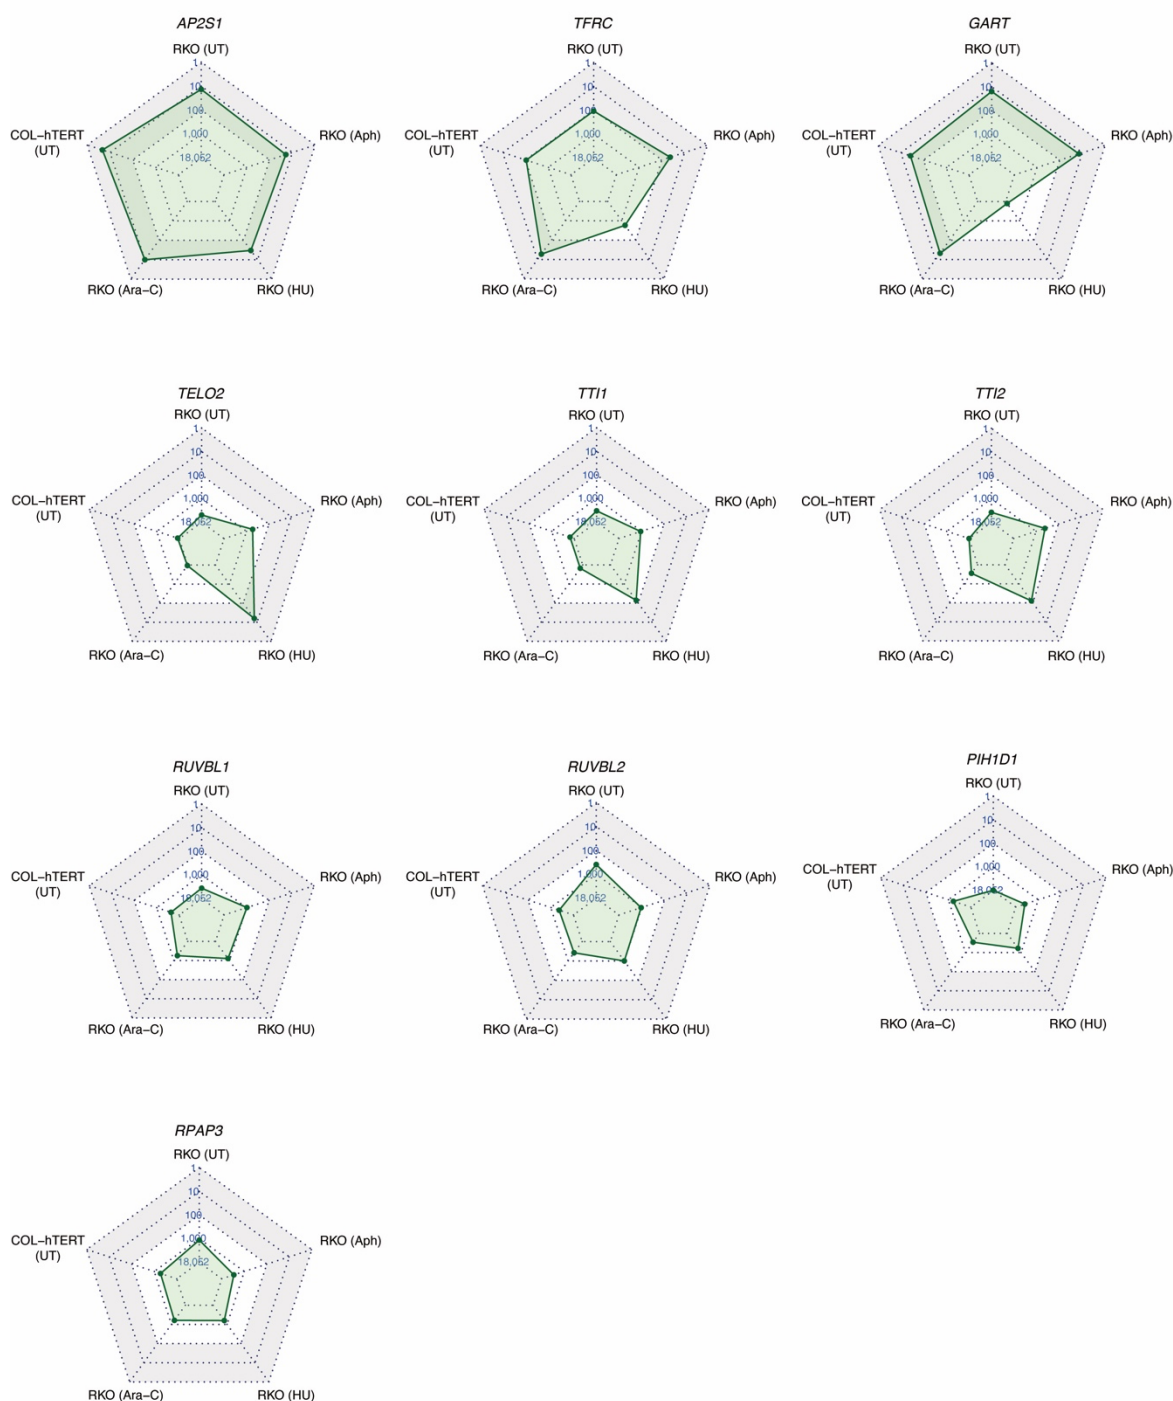 AP2S1
RKO (UT)
1
10
100
1,000
18,052
COL–hTERT
(UT)
RKO (Aph)
RKO (Ara–C)
RKO (HU)
TFRC
RKO (UT)
1
10
100
1,000
18,052
COL–hTERT
(UT)
RKO (Aph)
RKO (Ara–C)
RKO (HU)
GART
RKO (UT)
1
10
100
1,000
18,052
COL–hTERT
(UT)
RKO (Aph)
RKO (Ara–C)
RKO (HU)
TELO2
RKO (UT)
1
10
100
1,000
18,052
COL–hTERT
(UT)
RKO (Aph)
RKO (Ara–C)
RKO (HU)
TTI1
RKO (UT)
1
10
100
1,000
18,052
COL–hTERT
(UT)
RKO (Aph)
RKO (Ara–C)
RKO (HU)
TTI2
RKO (UT)
1
10
100
1,000
18,052
COL–hTERT
(UT)
RKO (Aph)
RKO (Ara–C)
RKO (HU)
RUVBL1
RKO (UT)
1
10
100
1,000
18,052
COL–hTERT
(UT)
RKO (Aph)
RKO (Ara–C)
RKO (HU)
RUVBL2
RKO (UT)
1
10
100
1,000
18,052
COL–hTERT
(UT)
RKO (Aph)
RKO (Ara–C)
RKO (HU)
PIH1D1
RKO (UT)
1
10
100
1,000
18,052
COL–hTERT
(UT)
RKO (Aph)
RKO (Ara–C)
RKO (HU)
RPAP3
RKO (UT)
1
10
100
1,000
18,052
COL–hTERT
(UT)
RKO (Aph)
RKO (Ara–C)
RKO (HU)